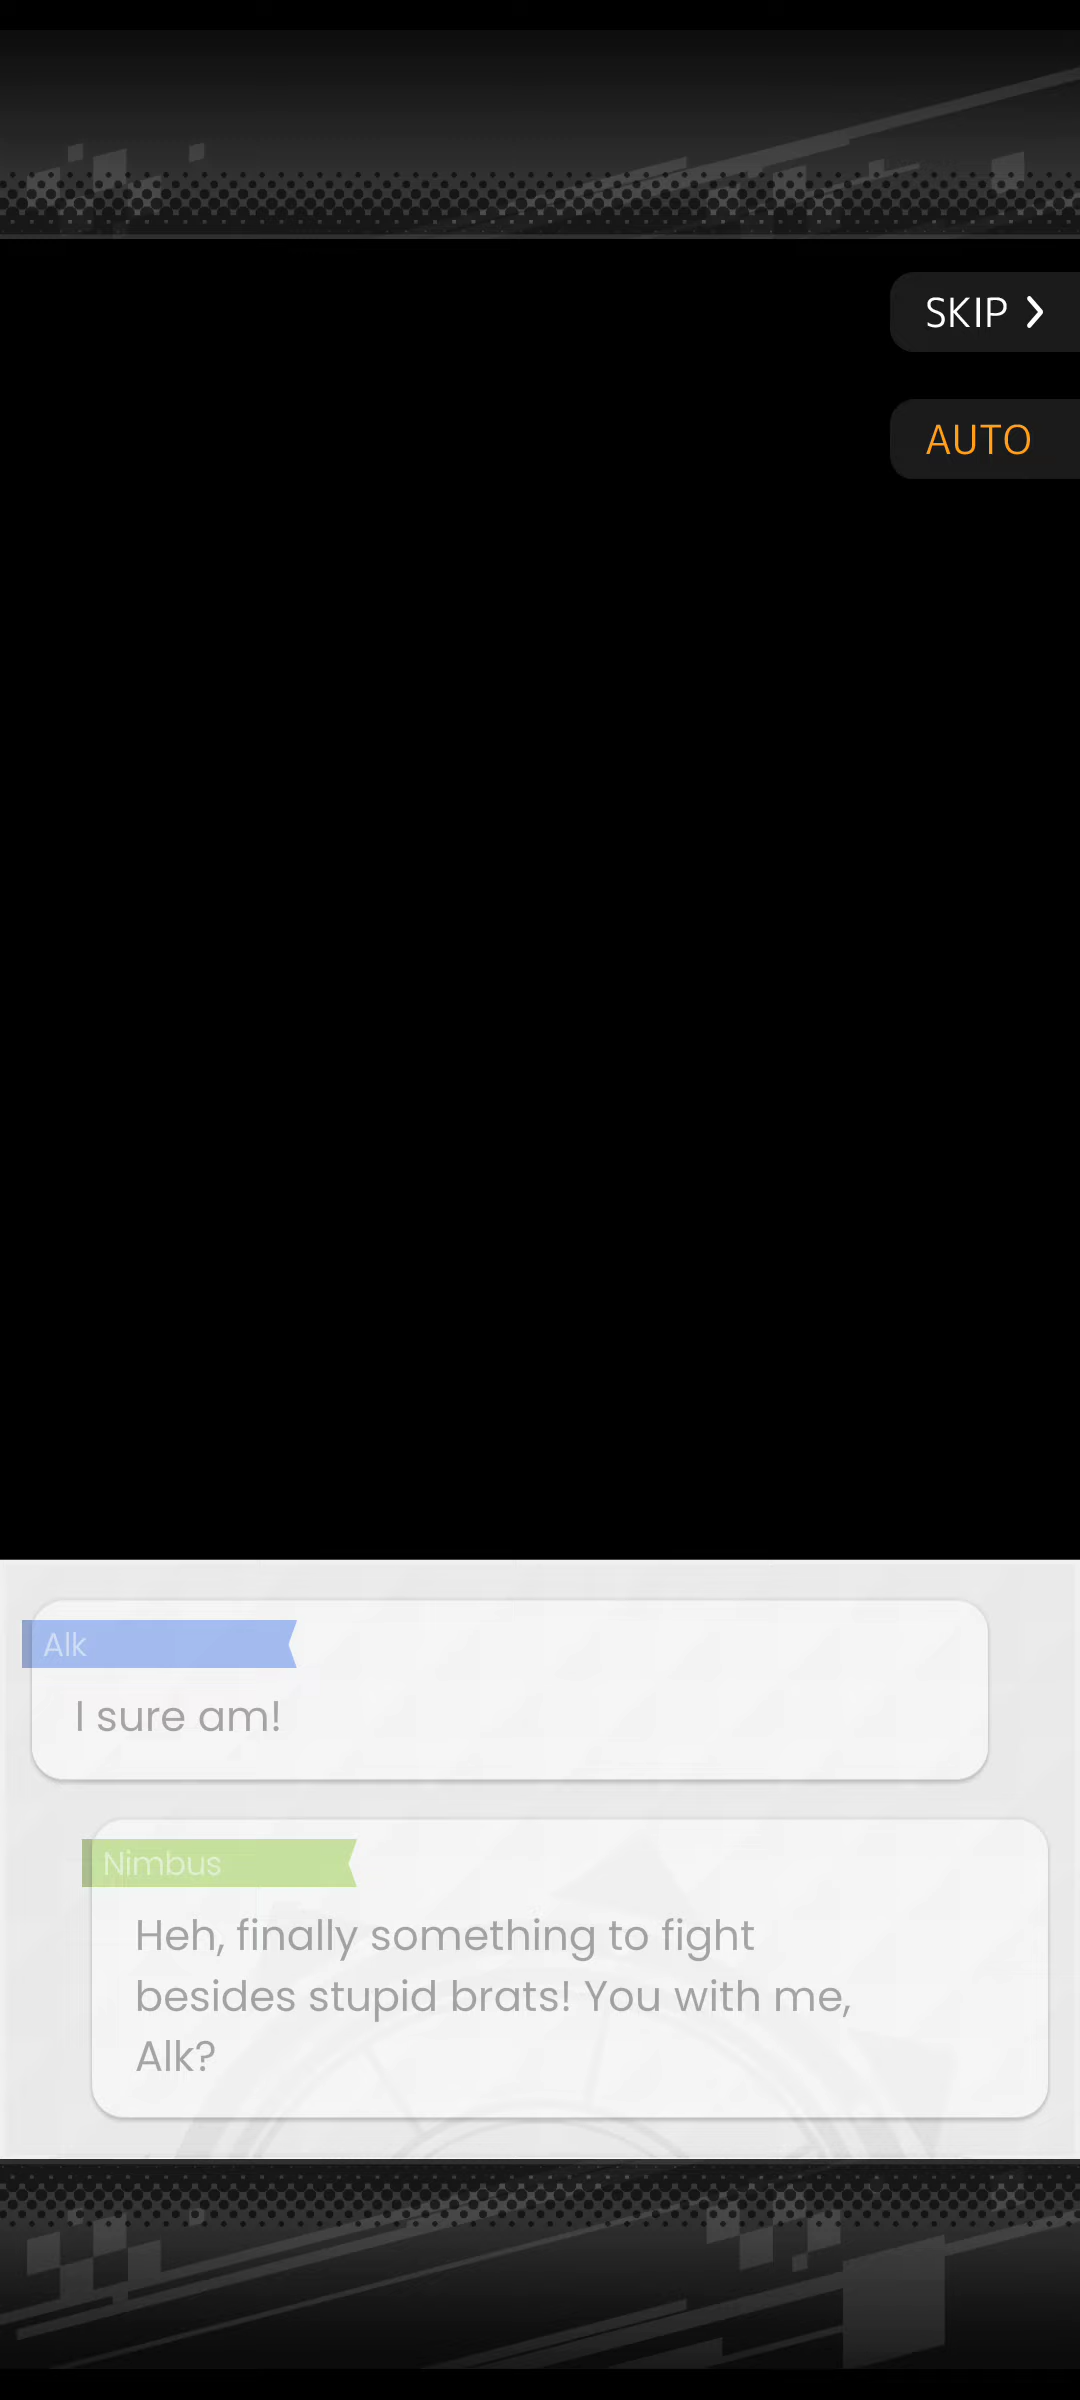 SKIP
AUTO
Alk
I sure am!
Nimbus
Heh, finally something to fight
besides stupid brats! You with me,
Alk?